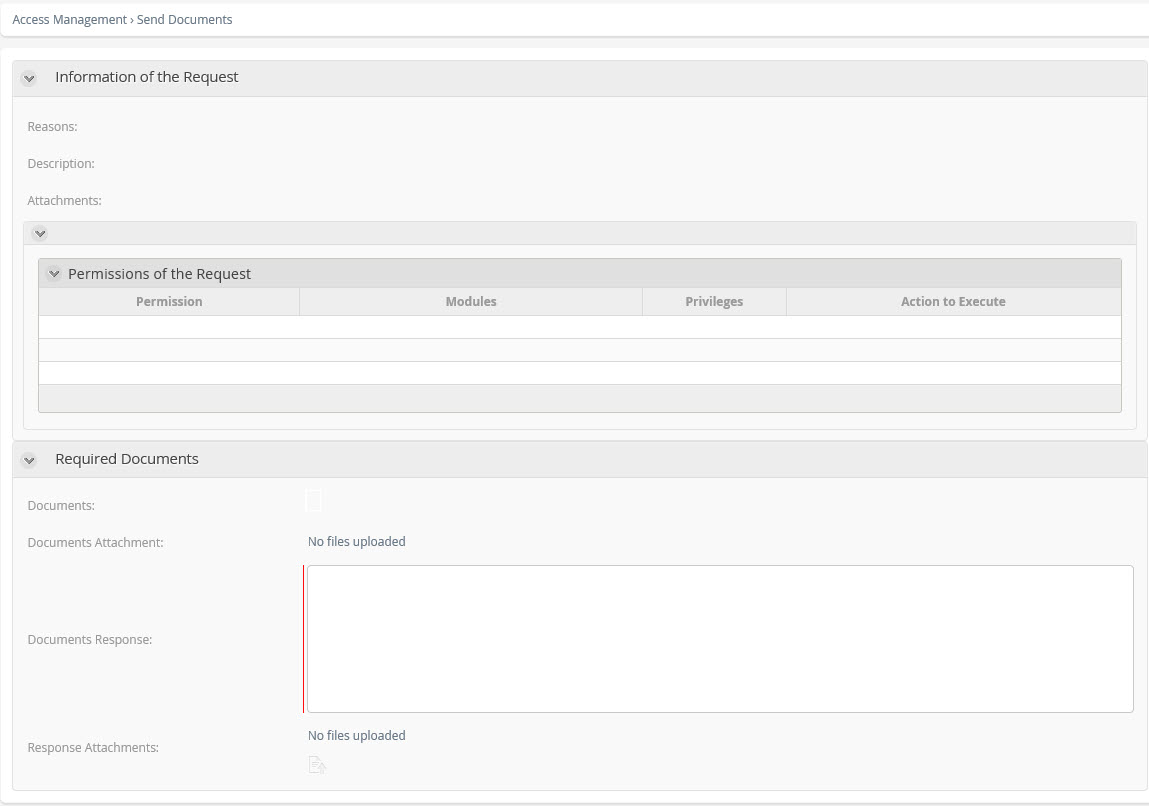 Access Management › Send Documents
Information of the Request
Reasons:
Description:
Attachments:
Permissions of the Request
Permission Modules Privileges Action to Execute
Required Documents
Documents:
Documents Attachment: No files uploaded
Documents Response:
No files uploaded
Response Attachments: